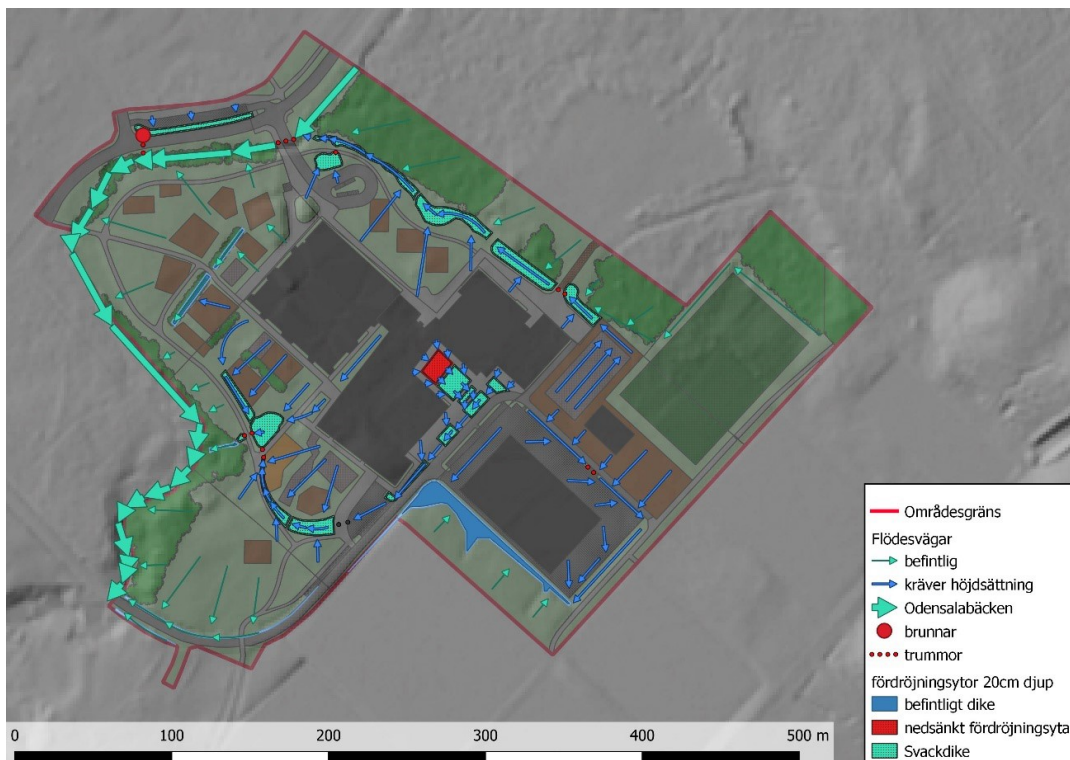 Områdesgräns
Flödesvägar
befintlig
kräver höjdsättning
Odensalabäcken
brunnar
trummor
fördröjningsytor 20cm djup
befintligt dike
nedsänkt fördröjningsyta
Svackdike
0 100 200 300 400 500 m